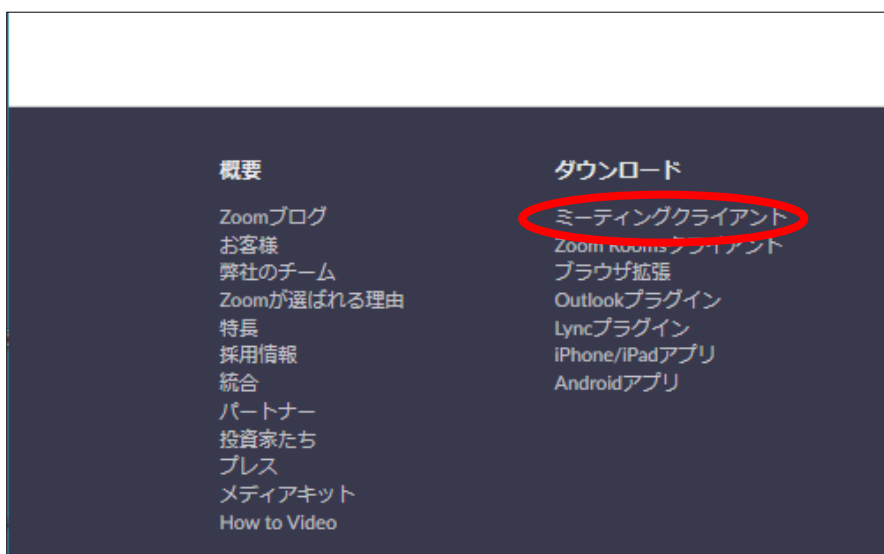 概要
Zoomブログ
お客様
弊社のチーム
Zoomが選ばれる理由
特長
採用情報
統合
パートナー
投資家たち
プレス
メディアキット
How to Video
ダウンロード
ミーティングクライアント
Zoom Roomsクライアント
ブラウザ拡張
Outlookプラグイン
Lyncプラグイン
iPhone/iPadアプリ
Androidアプリ